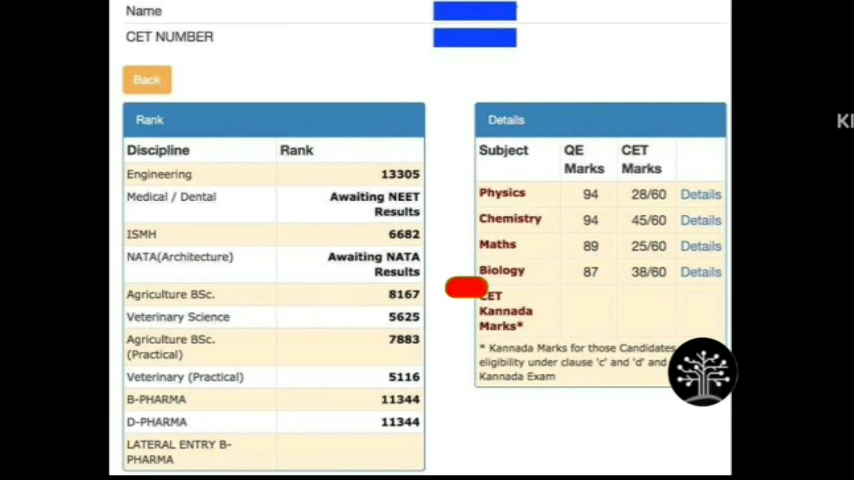 Name
CET NUMBER
Back
Rank
Discipline Rank
Engineering 13305
Medical / Dental Awaiting NEET
Results
ISMH 6682
NATA(Architecture) Awaiting NATA
Results
Agriculture BSc. 8167
Veterinary Science 5625
Agriculture BSc. 7883
(Practical)
Veterinary (Practical) 5116
B-PHARMA 11344
D-PHARMA 11344
LATERAL ENTRY B-
PHARMA
Details
Subject QE CET
Marks Marks
Physics 94 28/60 Details
Chemistry 94 45/60 Details
Maths 89 25/60 Details
Biology 87 38/60 Details
CET
Kannada
Marks*
* Kannada Marks for those Candidates
eligibility under clause 'c' and 'd' and
Kannada Exam